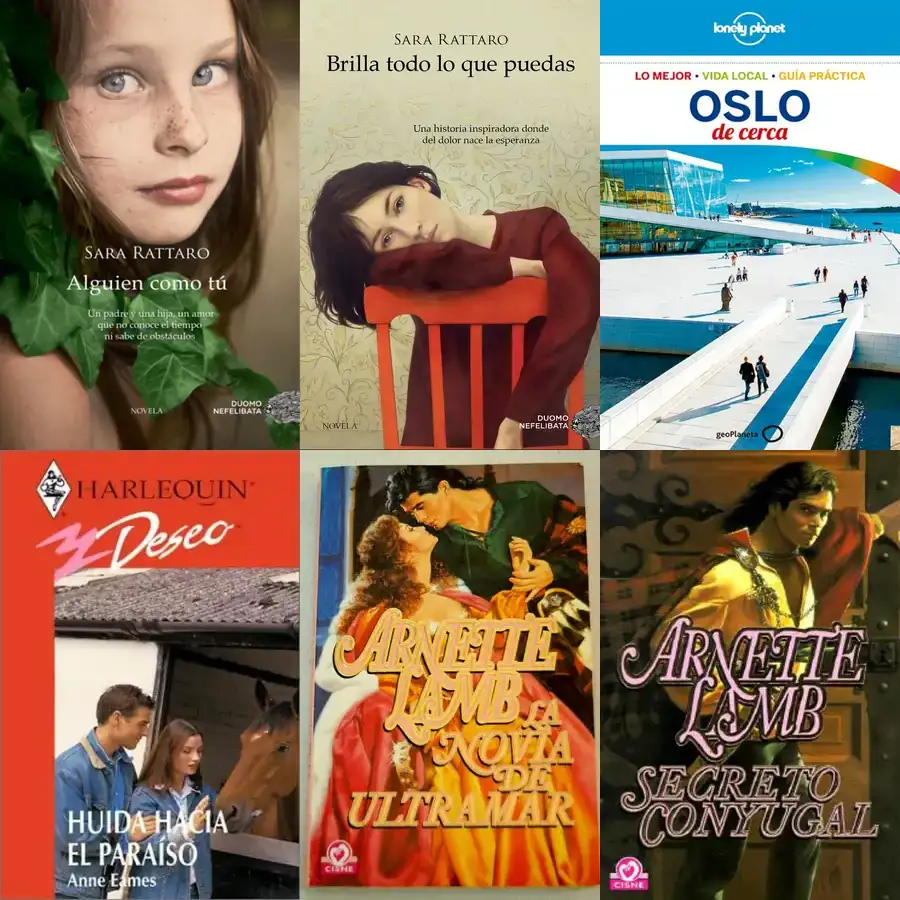 SARA RATTARO
Alguien como tú
Un padre y una hija, un amor
que no conoce el tiempo
ni sabe de obstáculos
NOVELA
DUOMO
NEFELIBATA
SARA RATTARO
Brilla todo lo que puedas
Una historia inspiradora donde
del dolor nace la esperanza
NOVELA
DUOMO
NEFELIBATA
lonely planet
LO MEJOR • VIDA LOCAL • GUÍA PRÁCTICA
OSLO
de cerca
geoPlaneta
HARLEQUIN
Deseo
HUIDA HACIA
EL PARAÍSO
Anne Eames
ARNETTE
LAMB
LA
NOVIA
DE
ULTRAMAR
CISNE
ARNETTE
LAMB
SECRETO
CONYUGAL
CISNE